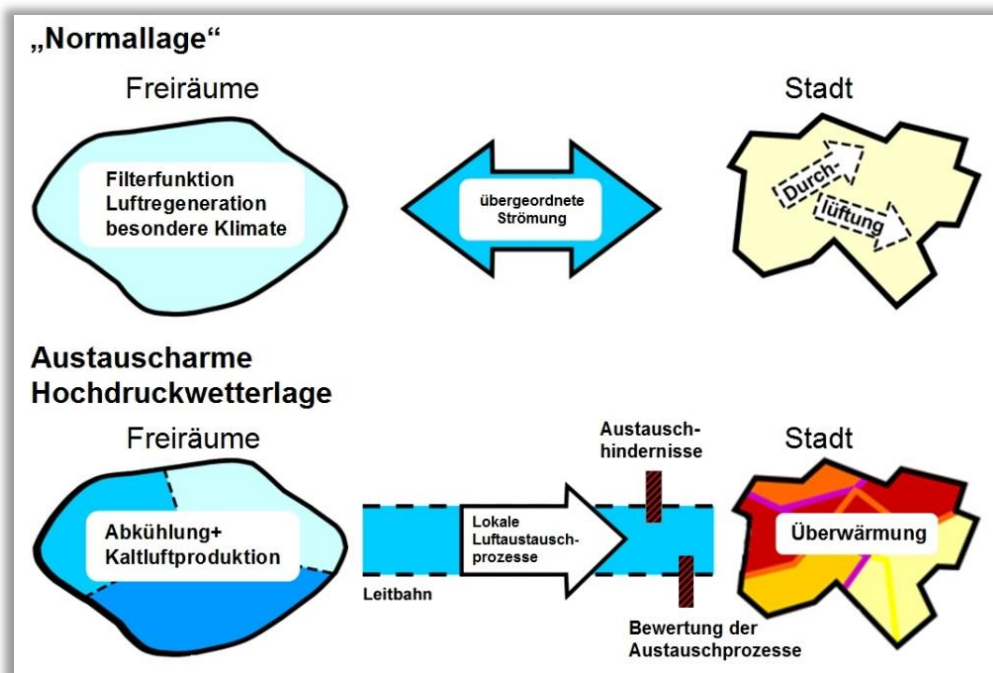 „Normallage“
Freiräume
Stadt
Filterfunktion
Luftregeneration
besondere Klimate
übergeordnete
Strömung
Durch-
lüftung
Austauscharme
Hochdruckwetterlage
Freiräume
Austausch-
hindernisse
Stadt
Abkühlung+
Kaltluftproduktion
Lokale
Luftaustausch-
prozesse
Überwärmung
Leitbahn
Bewertung der
Austauschprozesse